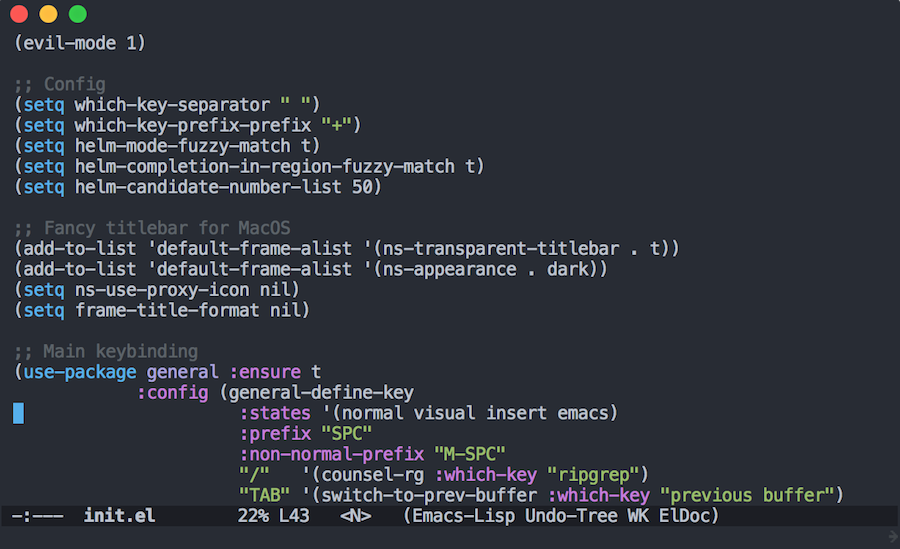 (evil-mode 1)

;; Config
(setq which-key-separator " ")
(setq which-key-prefix-prefix "+")
(setq helm-mode-fuzzy-match t)
(setq helm-completion-in-region-fuzzy-match t)
(setq helm-candidate-number-list 50)

;; Fancy titlebar for MacOS
(add-to-list 'default-frame-alist '(ns-transparent-titlebar . t))
(add-to-list 'default-frame-alist '(ns-appearance . dark))
(setq ns-use-proxy-icon nil)
(setq frame-title-format nil)

;; Main keybinding
(use-package general :ensure t
            :config (general-define-key
                      :states '(normal visual insert emacs)
                      :prefix "SPC"
                      :non-normal-prefix "M-SPC"
                      "/"   '(counsel-rg :which-key "ripgrep")
                      "TAB" '(switch-to-prev-buffer :which-key "previous buffer")
-:---  init.el        22% L43   <N>   (Emacs-Lisp Undo-Tree WK ElDoc)